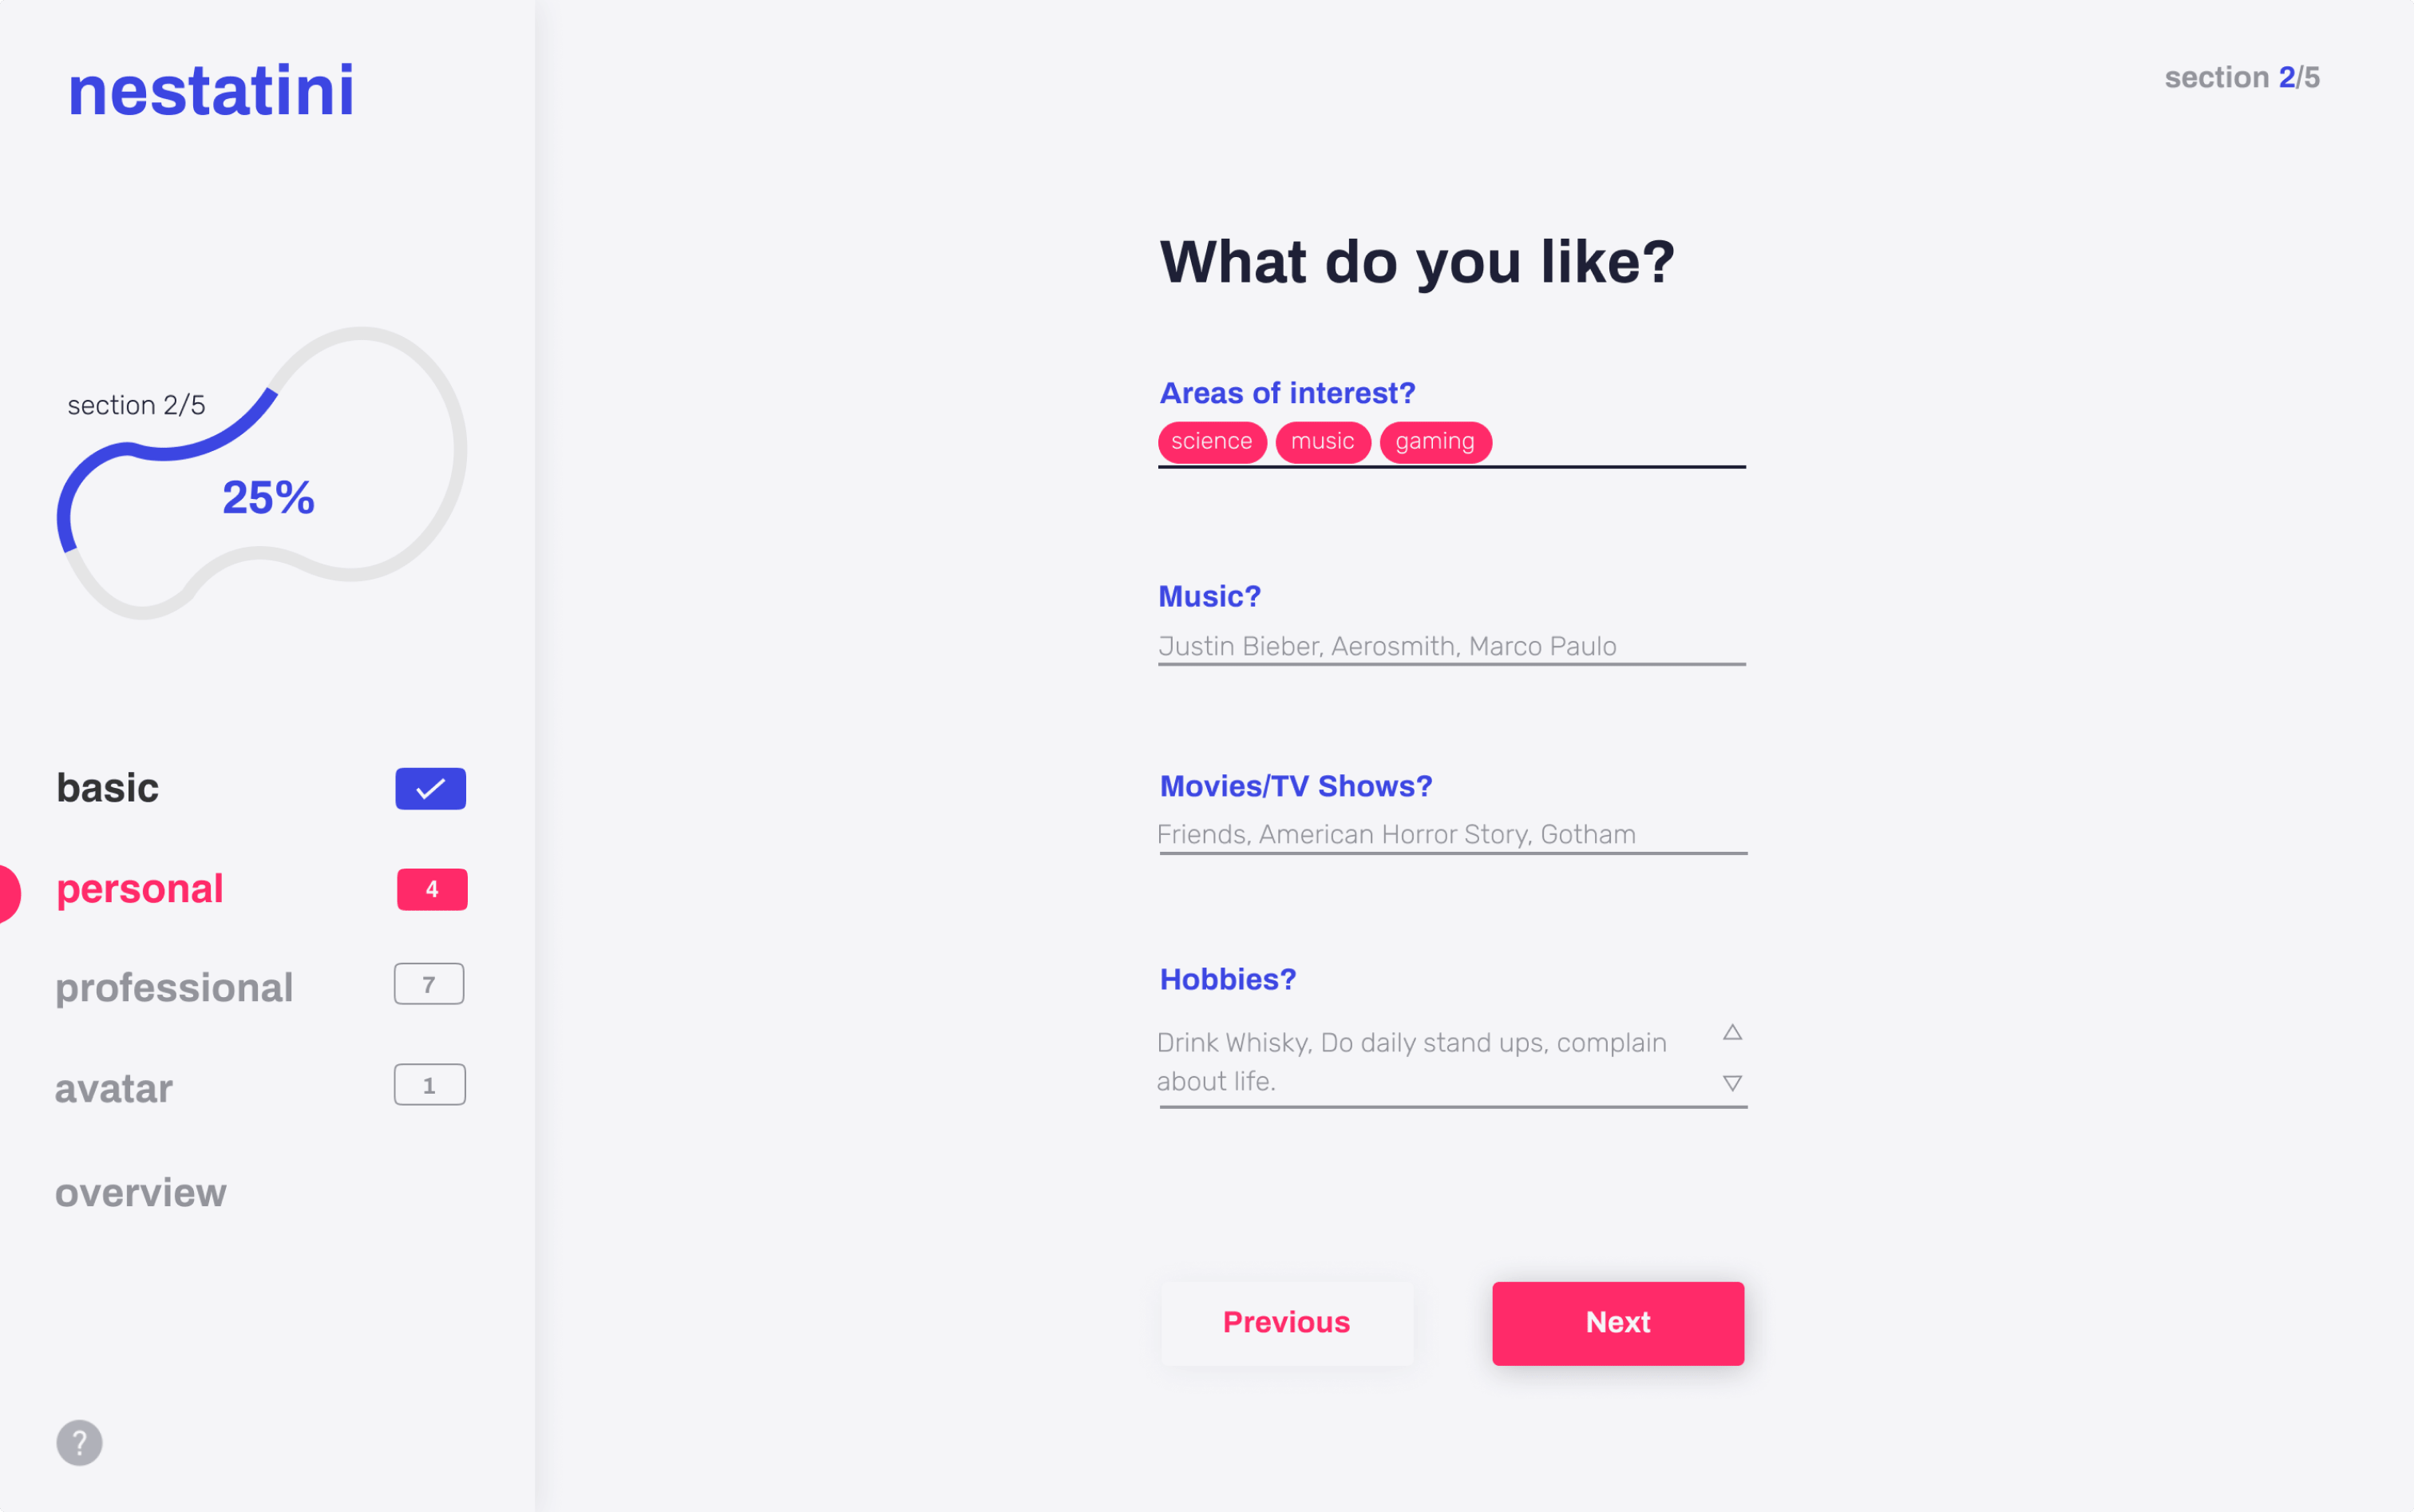 nestatini
section 2/5
section 2/5
25%
basic
personal 4
professional 7
avatar 1
overview
?
What do you like?
Areas of interest?
science music gaming
Music?
Justin Bieber, Aerosmith, Marco Paulo
Movies/TV Shows?
Friends, American Horror Story, Gotham
Hobbies?
Drink Whisky, Do daily stand ups, complain
about life.
Previous Next